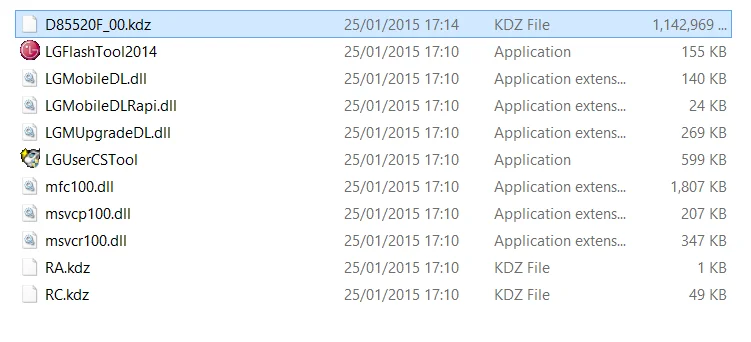 D85520F_00.kdz 25/01/2015 17:14 KDZ File 1,142,969 ...
LGFlashTool2014 25/01/2015 17:10 Application 155 KB
LGMobileDL.dll 25/01/2015 17:10 Application extens... 140 KB
LGMobileDLRapi.dll 25/01/2015 17:10 Application extens... 24 KB
LGMUpgradeDL.dll 25/01/2015 17:10 Application extens... 269 KB
LGUserCSTool 25/01/2015 17:10 Application 599 KB
mfc100.dll 25/01/2015 17:10 Application extens... 1,807 KB
msvcp100.dll 25/01/2015 17:10 Application extens... 207 KB
msvcr100.dll 25/01/2015 17:10 Application extens... 347 KB
RA.kdz 25/01/2015 17:10 KDZ File 1 KB
RC.kdz 25/01/2015 17:10 KDZ File 49 KB